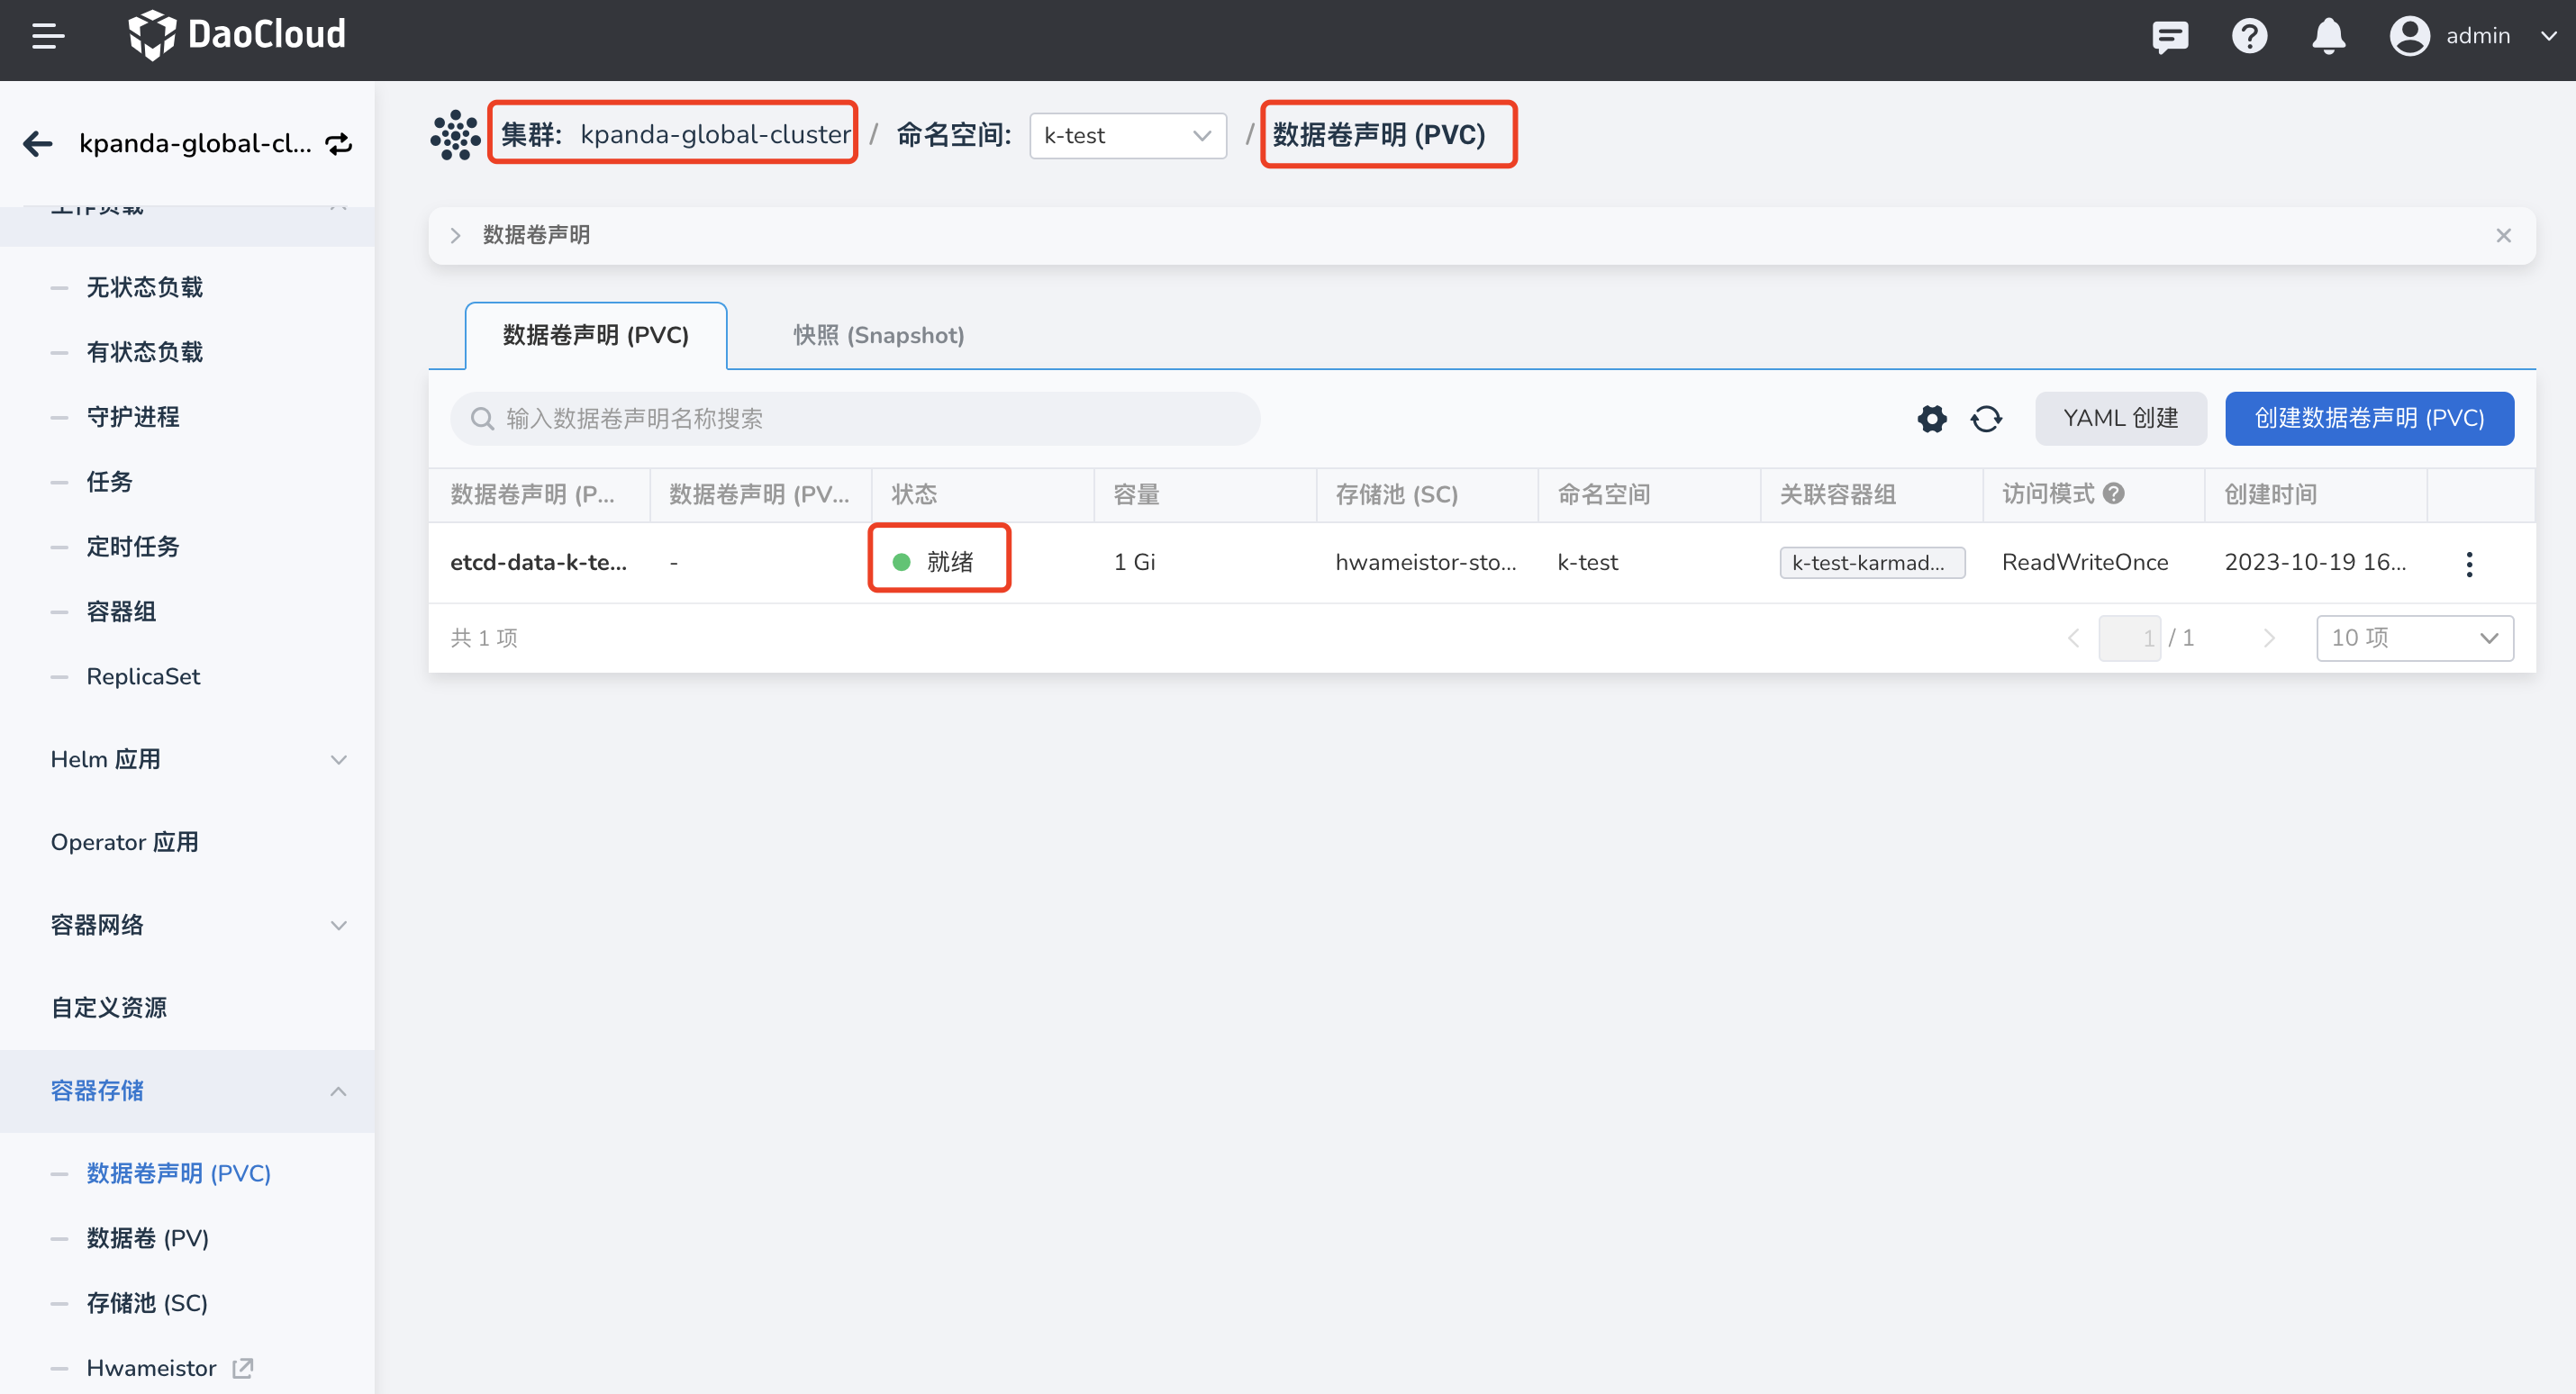 DaoCloud
admin
kpanda-global-cl...
集群: kpanda-global-cluster / 命名空间: k-test / 数据卷声明 (PVC)
工作负载
无状态负载
有状态负载
守护进程
任务
定时任务
容器组
ReplicaSet
Helm 应用
Operator 应用
容器网络
自定义资源
容器存储
数据卷声明 (PVC)
数据卷 (PV)
存储池 (SC)
Hwameistor
数据卷声明
数据卷声明 (PVC) 快照 (Snapshot)
输入数据卷声明名称搜索 YAML 创建 创建数据卷声明 (PVC)
数据卷声明 (P... 数据卷声明 (PV... 状态 容量 存储池 (SC) 命名空间 关联容器组 访问模式 创建时间
etcd-data-k-te... - 就绪 1 Gi hwameistor-sto... k-test k-test-karmad... ReadWriteOnce 2023-10-19 16...
共 1 项 1 / 1 10 项